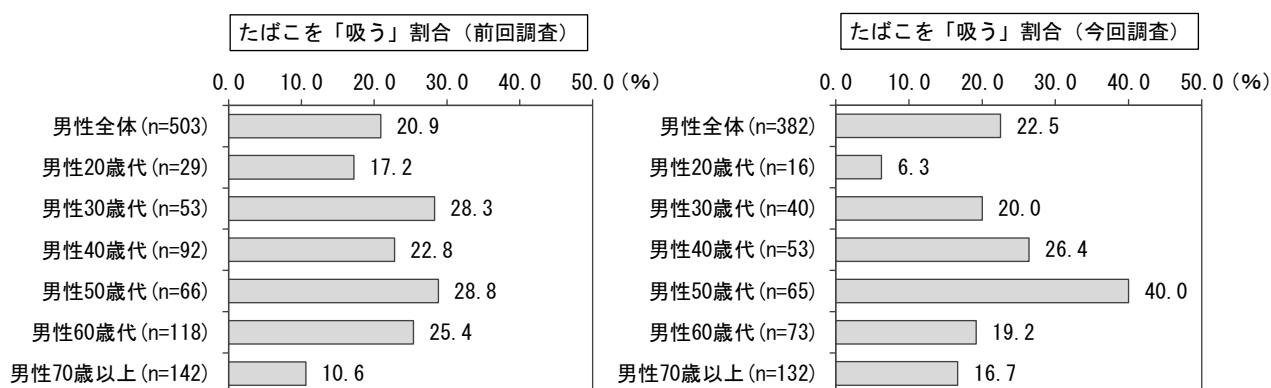 たばこを「吸う」割合（前回調査）
0.0 10.0 20.0 30.0 40.0 50.0 (%)
男性全体(n=503) 20.9
男性20歳代(n=29) 17.2
男性30歳代(n=53) 28.3
男性40歳代(n=92) 22.8
男性50歳代(n=66) 28.8
男性60歳代(n=118) 25.4
男性70歳以上(n=142) 10.6
たばこを「吸う」割合（今回調査）
0.0 10.0 20.0 30.0 40.0 50.0 (%)
男性全体(n=382) 22.5
男性20歳代(n=16) 6.3
男性30歳代(n=40) 20.0
男性40歳代(n=53) 26.4
男性50歳代(n=65) 40.0
男性60歳代(n=73) 19.2
男性70歳以上(n=132) 16.7